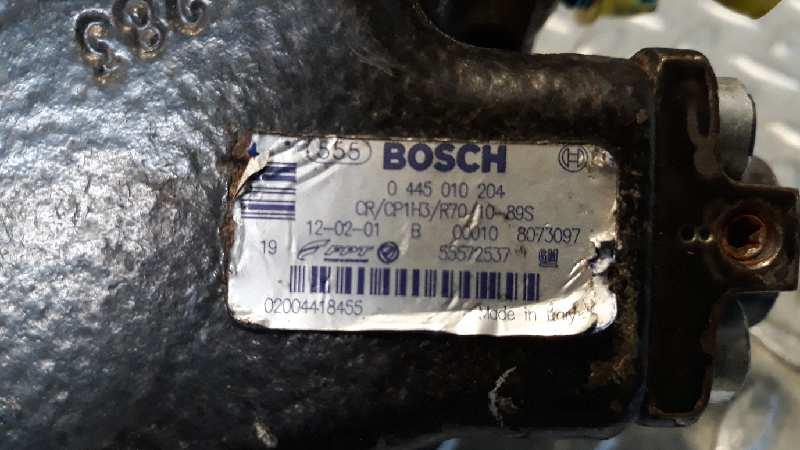 555 BOSCH
0 445 010 204
CR/CP1H3/R70/10-89S
12-02-01 B 00010 8073097
19 55572537 GM
02004418455 Made in Italy